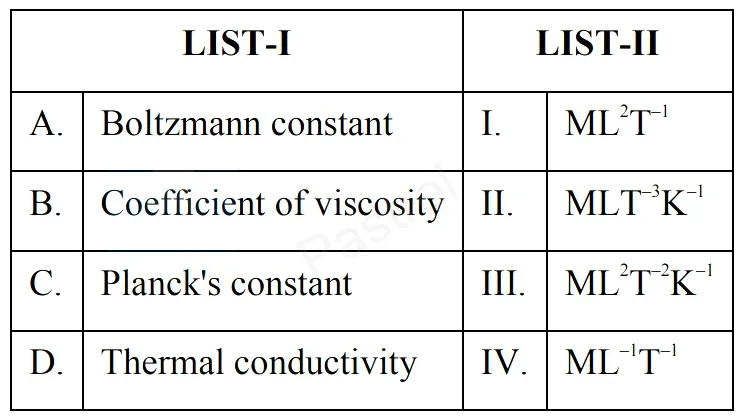 LIST-I LIST-II
A. Boltzmann constant I. ML²T⁻¹
B. Coefficient of viscosity II. MLT⁻³K⁻¹
C. Planck's constant III. ML²T⁻²K⁻¹
D. Thermal conductivity IV. ML⁻¹T⁻¹